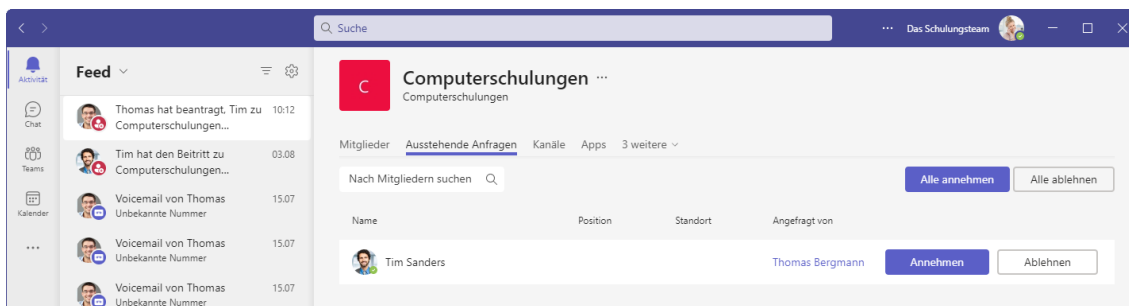 Suche
Das Schulungsteam
Aktivität
Chat
Teams
Kalender
Feed
Thomas hat beantragt, Tim zu 10:12
Computerschulungen...
Tim hat den Beitritt zu 03.08
Computerschulungen...
Voicemail von Thomas 15.07
Unbekannte Nummer
Voicemail von Thomas 15.07
Unbekannte Nummer
Voicemail von Thomas 15.07
Unbekannte Nummer
C
Computerschulungen ...
Computerschulungen
Mitglieder Ausstehende Anfragen Kanäle Apps 3 weitere
Nach Mitgliedern suchen Alle annehmen Alle ablehnen
Name Position Standort Angefragt von
Tim Sanders Thomas Bergmann Annehmen Ablehnen